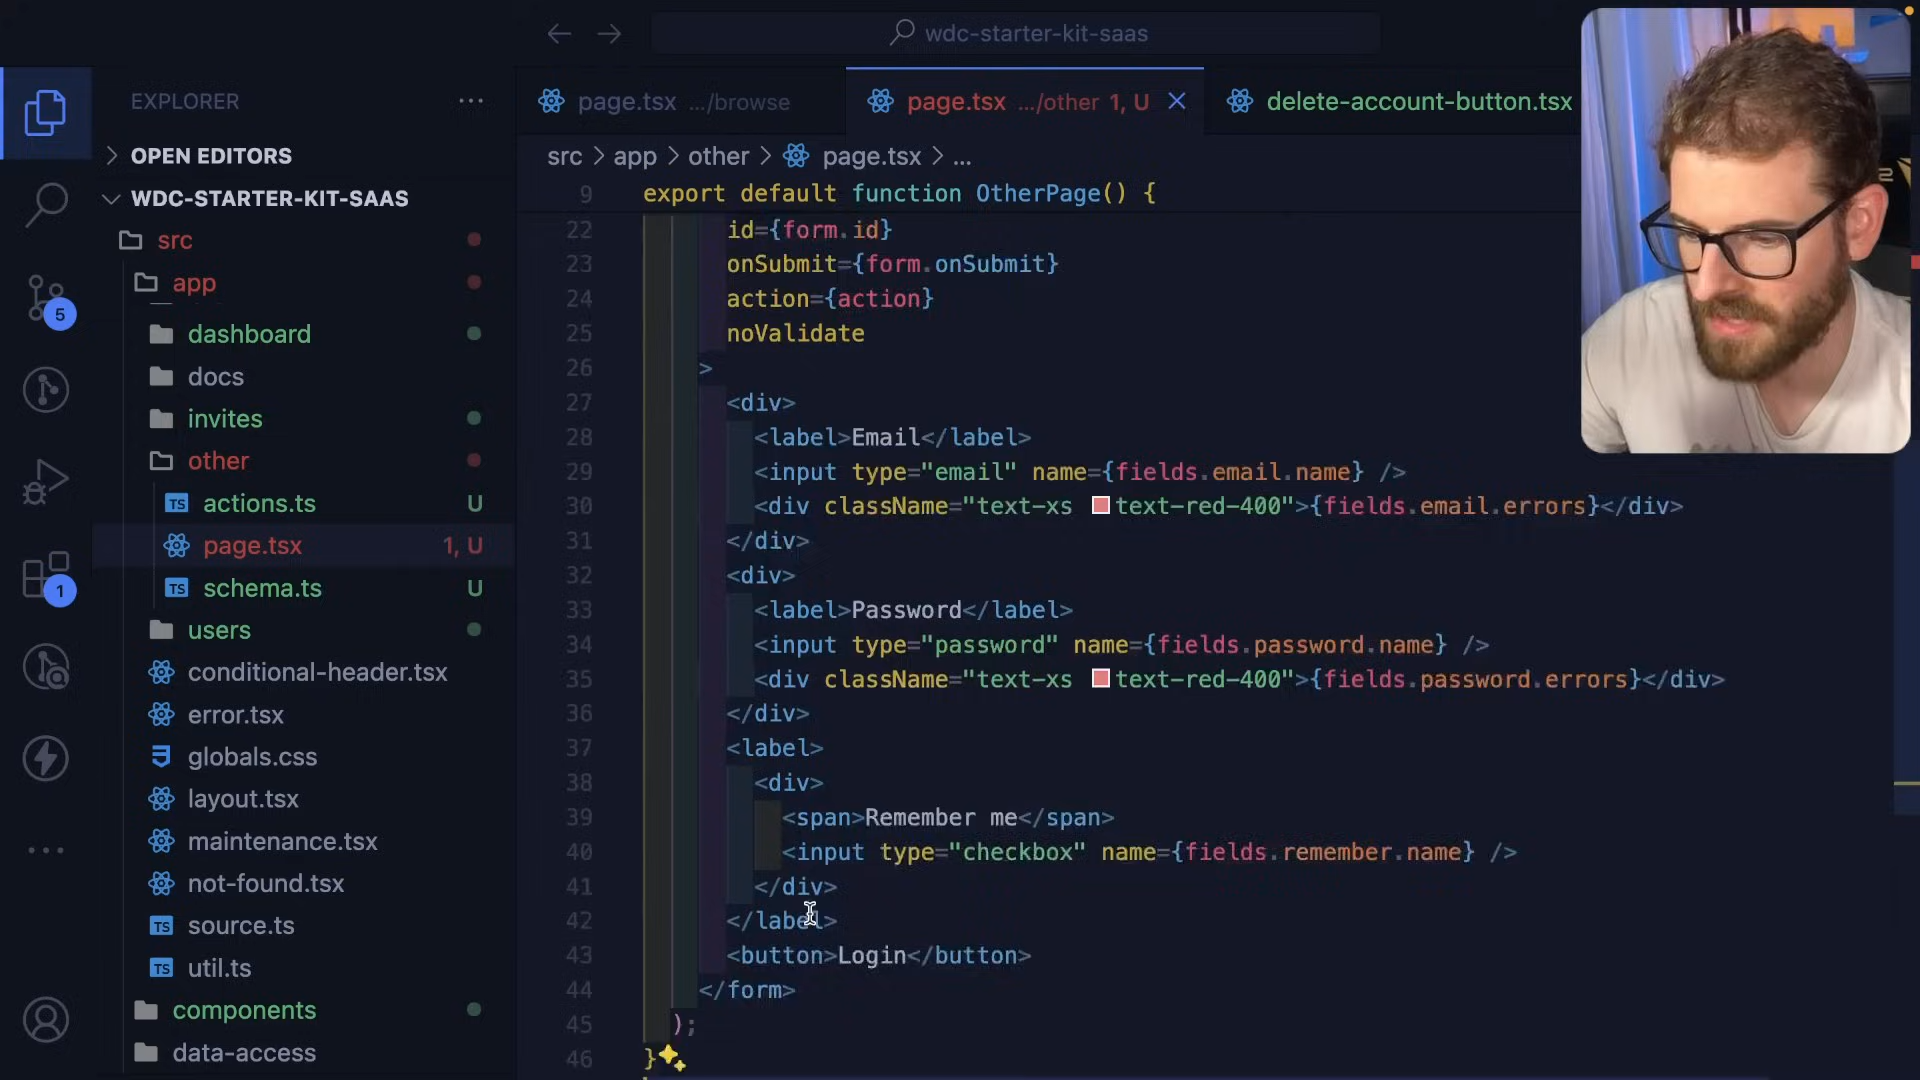 wdc-starter-kit-saas
EXPLORER
page.tsx .../browse
page.tsx .../other 1, U
delete-account-button.tsx
OPEN EDITORS
src > app > other > page.tsx > ...
WDC-STARTER-KIT-SAAS
src
app
dashboard
docs
invites
other
actions.ts U
page.tsx 1, U
schema.ts U
users
conditional-header.tsx
error.tsx
globals.css
layout.tsx
maintenance.tsx
not-found.tsx
source.ts
util.ts
components
data-access
5
1
9 export default function OtherPage() {
22 id={form.id}
23 onSubmit={form.onSubmit}
24 action={action}
25 noValidate
26 >
27 <div>
28 <label>Email</label>
29 <input type="email" name={fields.email.name} />
30 <div className="text-xs text-red-400">{fields.email.errors}</div>
31 </div>
32 <div>
33 <label>Password</label>
34 <input type="password" name={fields.password.name} />
35 <div className="text-xs text-red-400">{fields.password.errors}</div>
36 </div>
37 <label>
38 <div>
39 <span>Remember me</span>
40 <input type="checkbox" name={fields.remember.name} />
41 </div>
42 </label>
43 <button>Login</button>
44 </form>
45 );
46 }